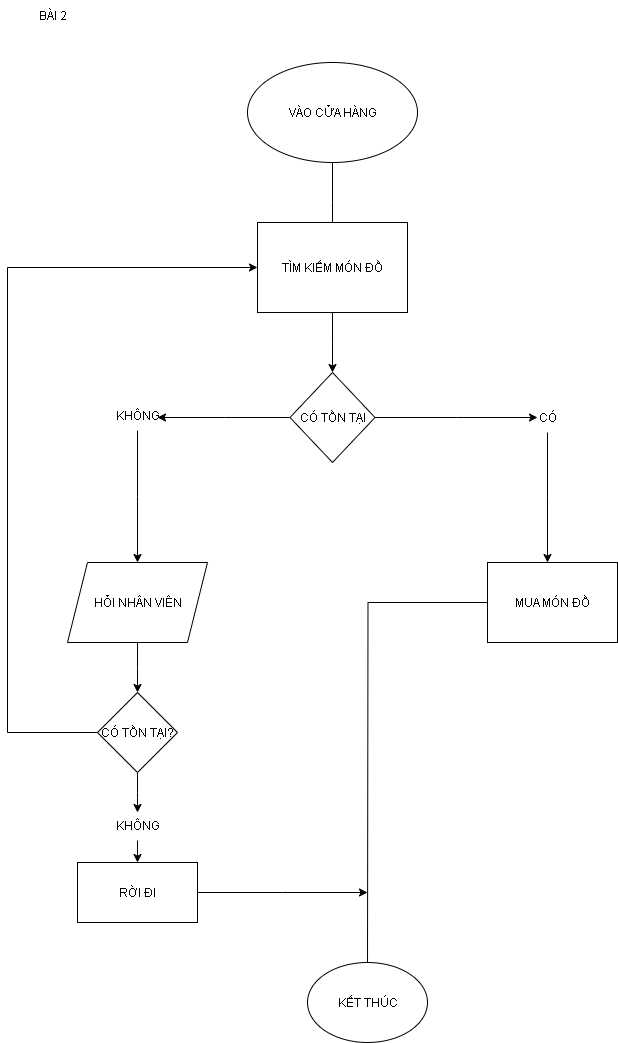 BÀI 2
VÀO CỬA HÀNG
TÌM KIẾM MÓN ĐỒ
KHÔNG
CÓ TỒN TẠI
CÓ
HỎI NHÂN VIÊN
MUA MÓN ĐỒ
CÓ TỒN TẠI?
KHÔNG
RỜI ĐI
KẾT THÚC